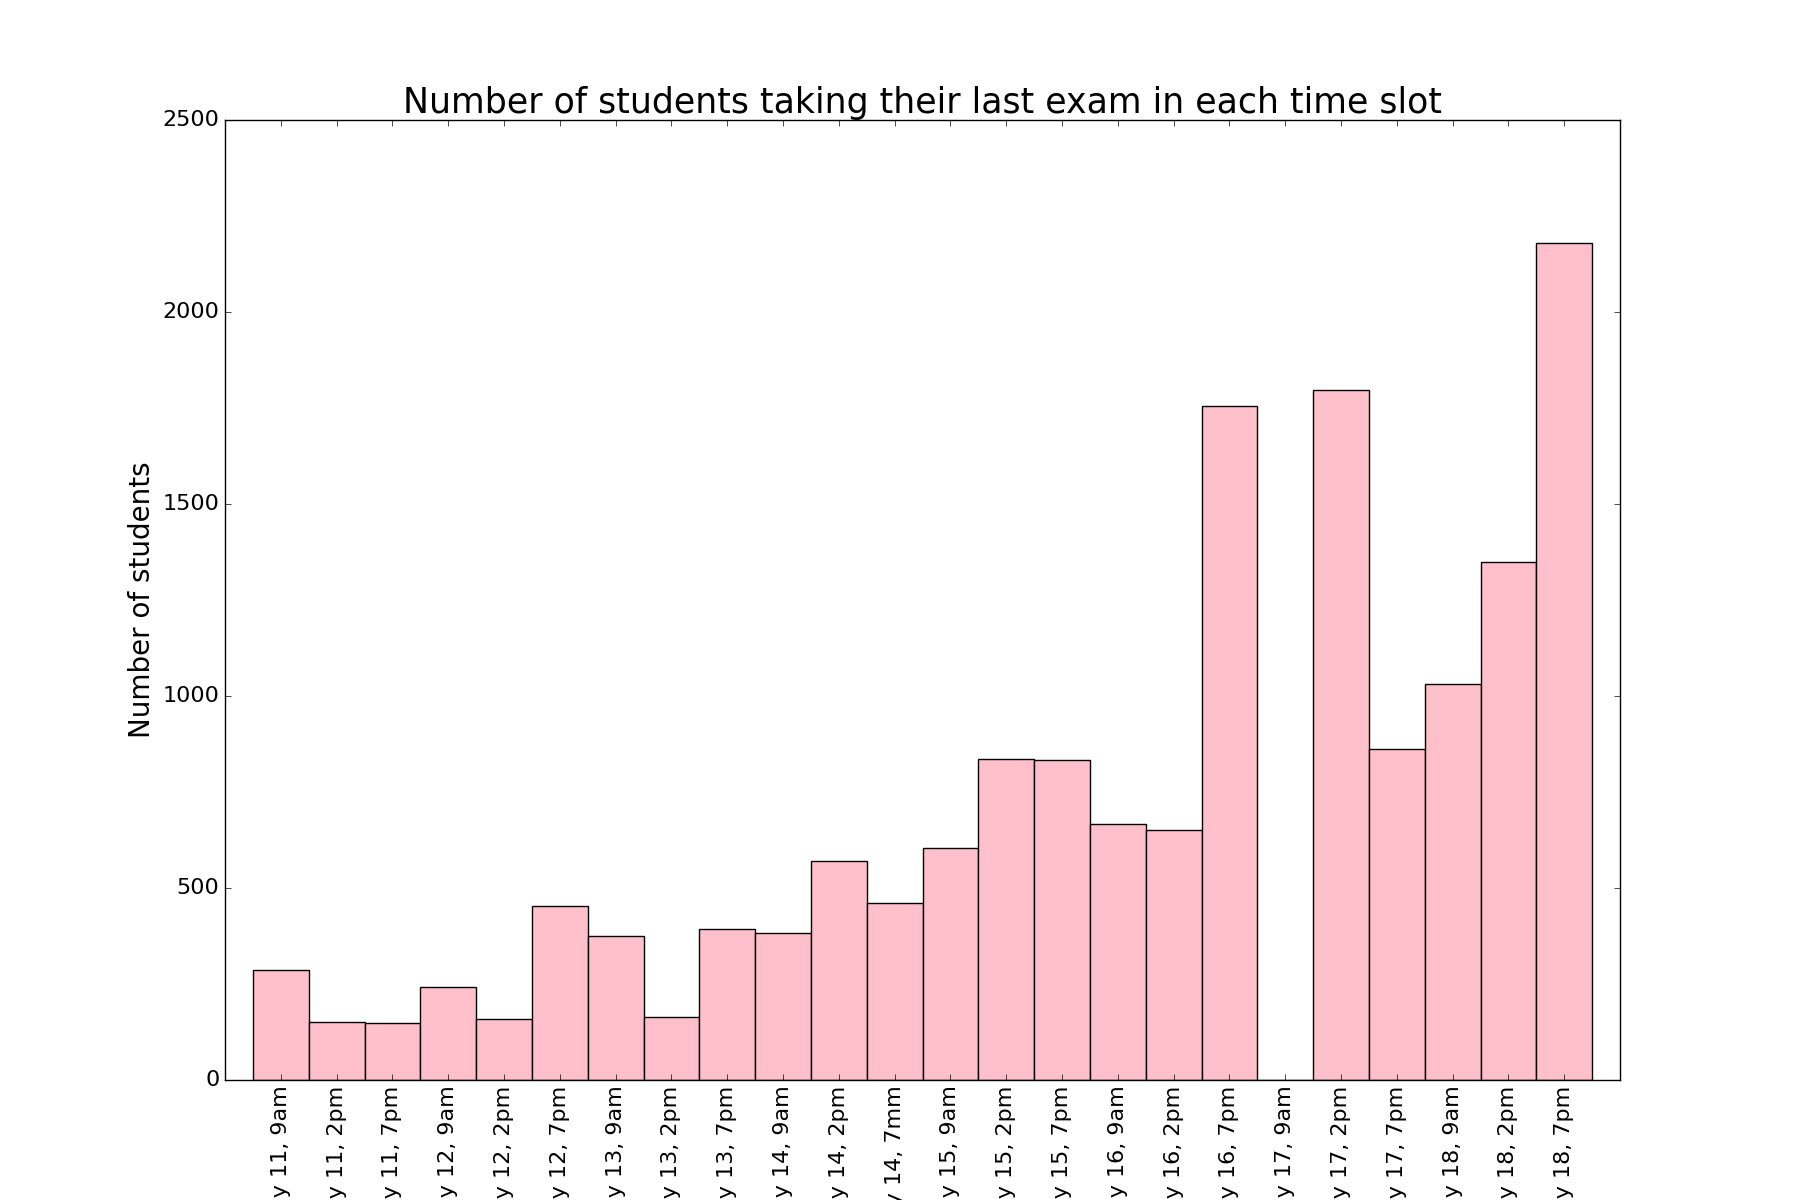 Number of students taking their last exam in each time slot
Number of students
2500
2000
1500
1000
500
0
y 11, 9am
y 11, 2pm
y 11, 7pm
y 12, 9am
y 12, 2pm
y 12, 7pm
y 13, 9am
y 13, 2pm
y 13, 7pm
y 14, 9am
y 14, 2pm
y 14, 7mm
y 15, 9am
y 15, 2pm
y 15, 7pm
y 16, 9am
y 16, 2pm
y 16, 7pm
y 17, 9am
y 17, 2pm
y 17, 7pm
y 18, 9am
y 18, 2pm
y 18, 7pm